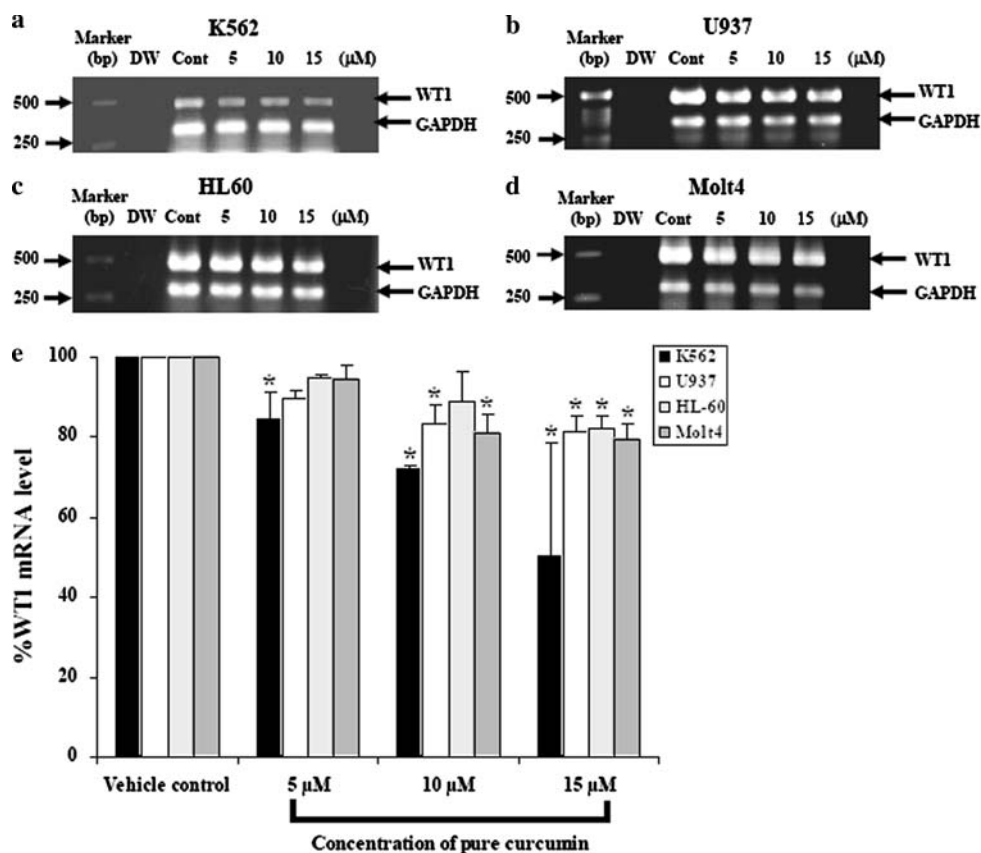 a
K562
Marker
(bp) DW Cont 5 10 15 (μM)
500
250
WT1
GAPDH
b
U937
Marker
(bp) DW Cont 5 10 15 (μM)
500
250
WT1
GAPDH
c
HL60
Marker
(bp) DW Cont 5 10 15 (μM)
500
250
WT1
GAPDH
d
Molt4
Marker
(bp) DW Cont 5 10 15 (μM)
500
250
WT1
GAPDH
e
%WT1 mRNA level
100
80
60
40
20
0
* * * * * * * *
K562
U937
HL-60
Molt4
Vehicle control 5 μM 10 μM 15 μM
Concentration of pure curcumin